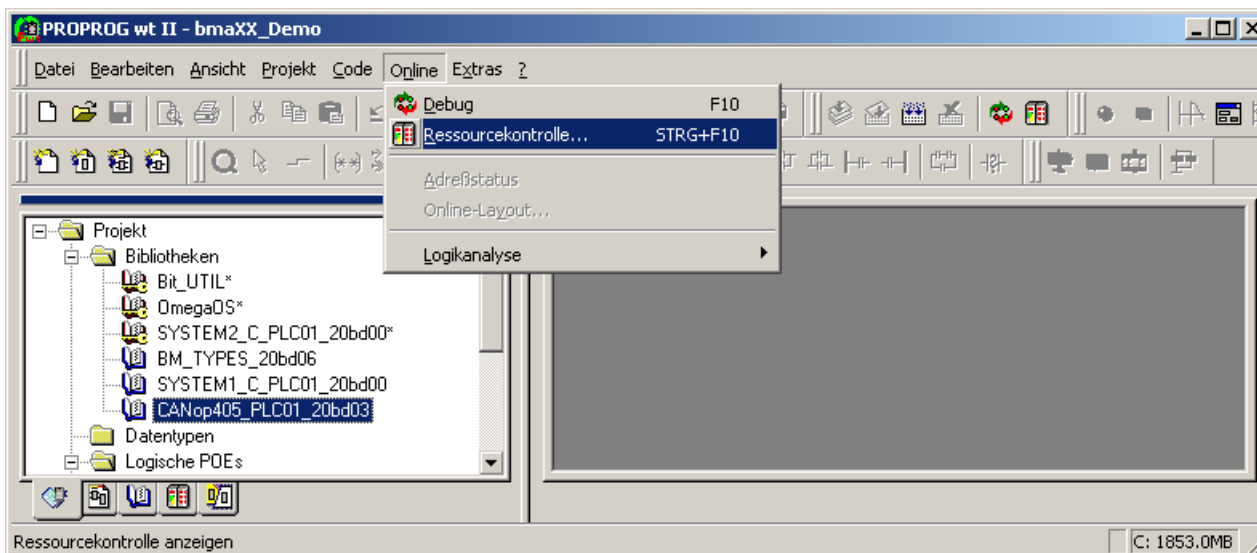 PROPROG wt II - bmaXX_Demo
Datei Bearbeiten Ansicht Projekt Code Online Extras ?
Debug F10
Ressourcekontrolle... STRG+F10
Adreßstatus
Online-Layout...
Logikanalyse
Projekt
Bibliotheken
Bit_UTIL*
OmegaOS*
SYSTEM2_C_PLC01_20bd00*
BM_TYPES_20bd06
SYSTEM1_C_PLC01_20bd00
CANop405_PLC01_20bd03
Datentypen
Logische POEs
Ressourcekontrolle anzeigen C: 1853.0MB